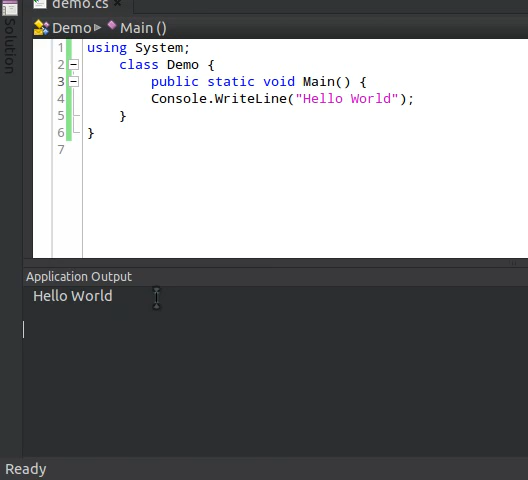 demo.cs ×
Solution
Demo Main ()
1 using System;
2 class Demo {
3 public static void Main() {
4 Console.WriteLine("Hello World");
5 }
6 }
7
Application Output
Hello World
Ready